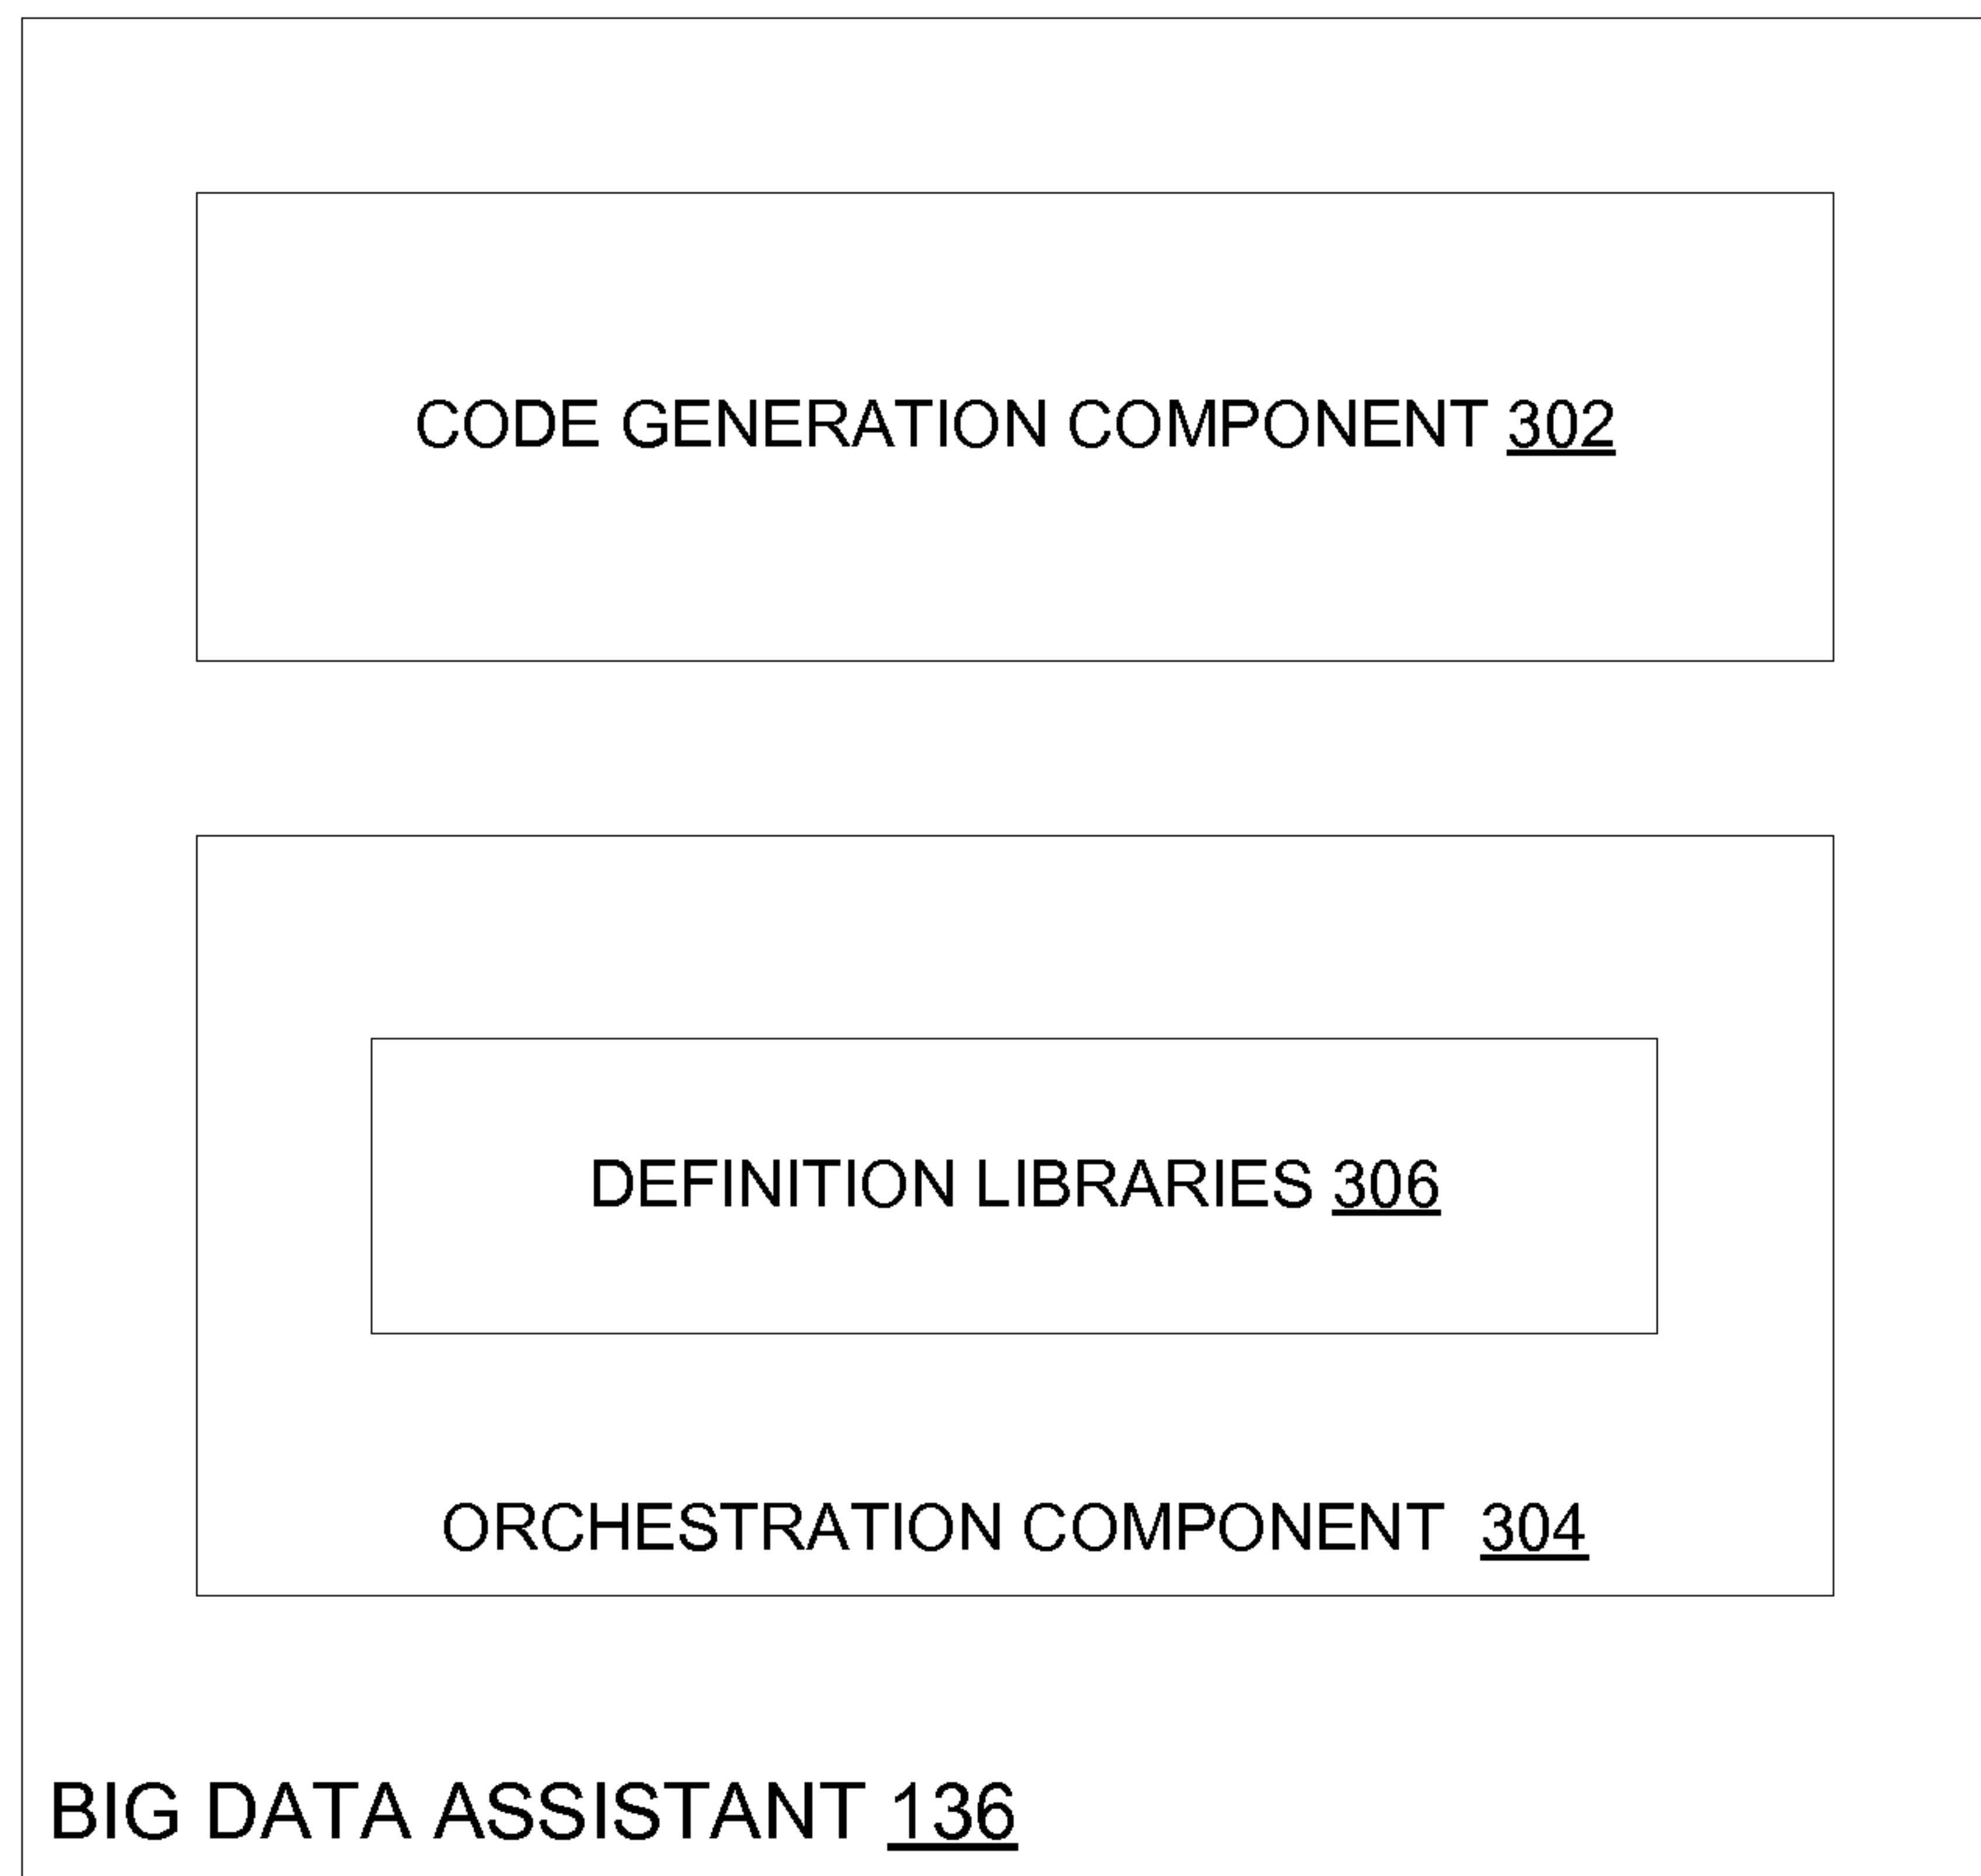 CODE GENERATION COMPONENT 302
DEFINITION LIBRARIES 306
ORCHESTRATION COMPONENT 304
BIG DATA ASSISTANT 136